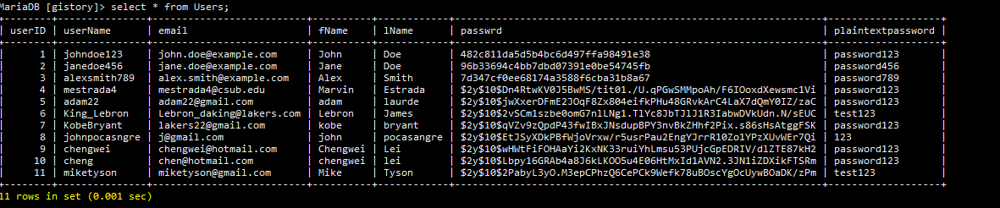 MariaDB [gistory]> select * from Users;
| userID | userName | email | fName | lName | passwrd | plaintextpassword |
| 1 | johndoe123 | john.doe@example.com | John | Doe | 482c811da5d5b4bc6d497ffa98491e38 | password123 |
| 2 | janedoe456 | jane.doe@example.com | Jane | Doe | 96b33694c4bb7dbd07391e0be54745fb | password456 |
| 3 | alexsmith789 | alex.smith@example.com | Alex | Smith | 7d347cf0ee68174a3588f6cba31b8a67 | password789 |
| 4 | mestrada4 | mestrada4@csub.edu | Marvin | Estrada | $2y$10$Dn4RtwKV0J5BwMS/tit01./U.qPGwSMMpoAh/F6IOoxdXewsmc1Vi | password123 |
| 5 | adam22 | adam22@gmail.com | adam | laurde | $2y$10$jwXxerDFmE2JOqF8Zx804eifkPHu48GRvkArC4LaX7dQmY0IZ/zaC | password123 |
| 6 | King_Lebron | Lebron_daking@lakers.com | Lebron | James | $2y$10$2vSCm1szbe0omG7hlLNg1.TlYc8JbTJlJ1R3IabwDVkUdn.N/sEUC | test123 |
| 7 | KobeBryant | lakers22@gmail.com | kobe | bryant | $2y$10$qVZv9zQpdP43fwIBxJNsdupBPY3nvBkZHhf2Pix.s86sHsAtggFSK | password123 |
| 8 | johnpocasngre | j@gmail.com | john | pocasangre | $2y$10$EtJSyXDkPBfWjoVrxw/r5usrPau2EngYJrrR10Zo1YPzXUvWEr7Qi | 123 |
| 9 | chengwei | chengwei@hotmail.com | Chengwei | Lei | $2y$10$wHWtFiFOHAaYi2KxNK33ruiYhLmsu53PUjcGpEDRIV/dlZTE87kH2 | password123 |
| 10 | cheng | chen@hotmail.com | chengwei | lei | $2y$10$Lbpy16GRAb4a8J6kLKOO5u4E06HtMxId1AVN2.3JN1iZDXikFTSRm | password123 |
| 11 | miketyson | miketyson@gmail.com | Mike | Tyson | $2y$10$2PabyL3yO.M3epCPhzQ6CePCk9Wefk78uBOscYgOcUywBOaDK/zPm | test123 |
11 rows in set (0.001 sec)